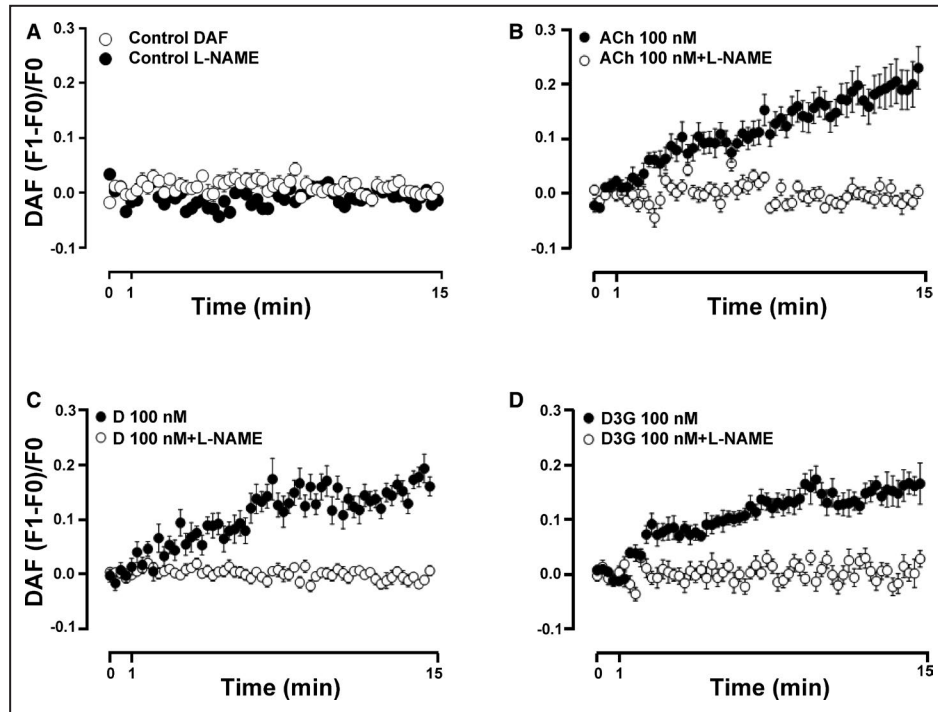 A
Control DAF
Control L-NAME
DAF (F1-F0)/F0
0.3
0.2
0.1
0.0
-0.1
0 1 15
Time (min)
B
ACh 100 nM
ACh 100 nM+L-NAME
0.3
0.2
0.1
0.0
-0.1
0 1 15
Time (min)
C
D 100 nM
D 100 nM+L-NAME
DAF (F1-F0)/F0
0.3
0.2
0.1
0.0
-0.1
0 1 15
Time (min)
D
D3G 100 nM
D3G 100 nM+L-NAME
0.3
0.2
0.1
0.0
-0.1
0 1 15
Time (min)